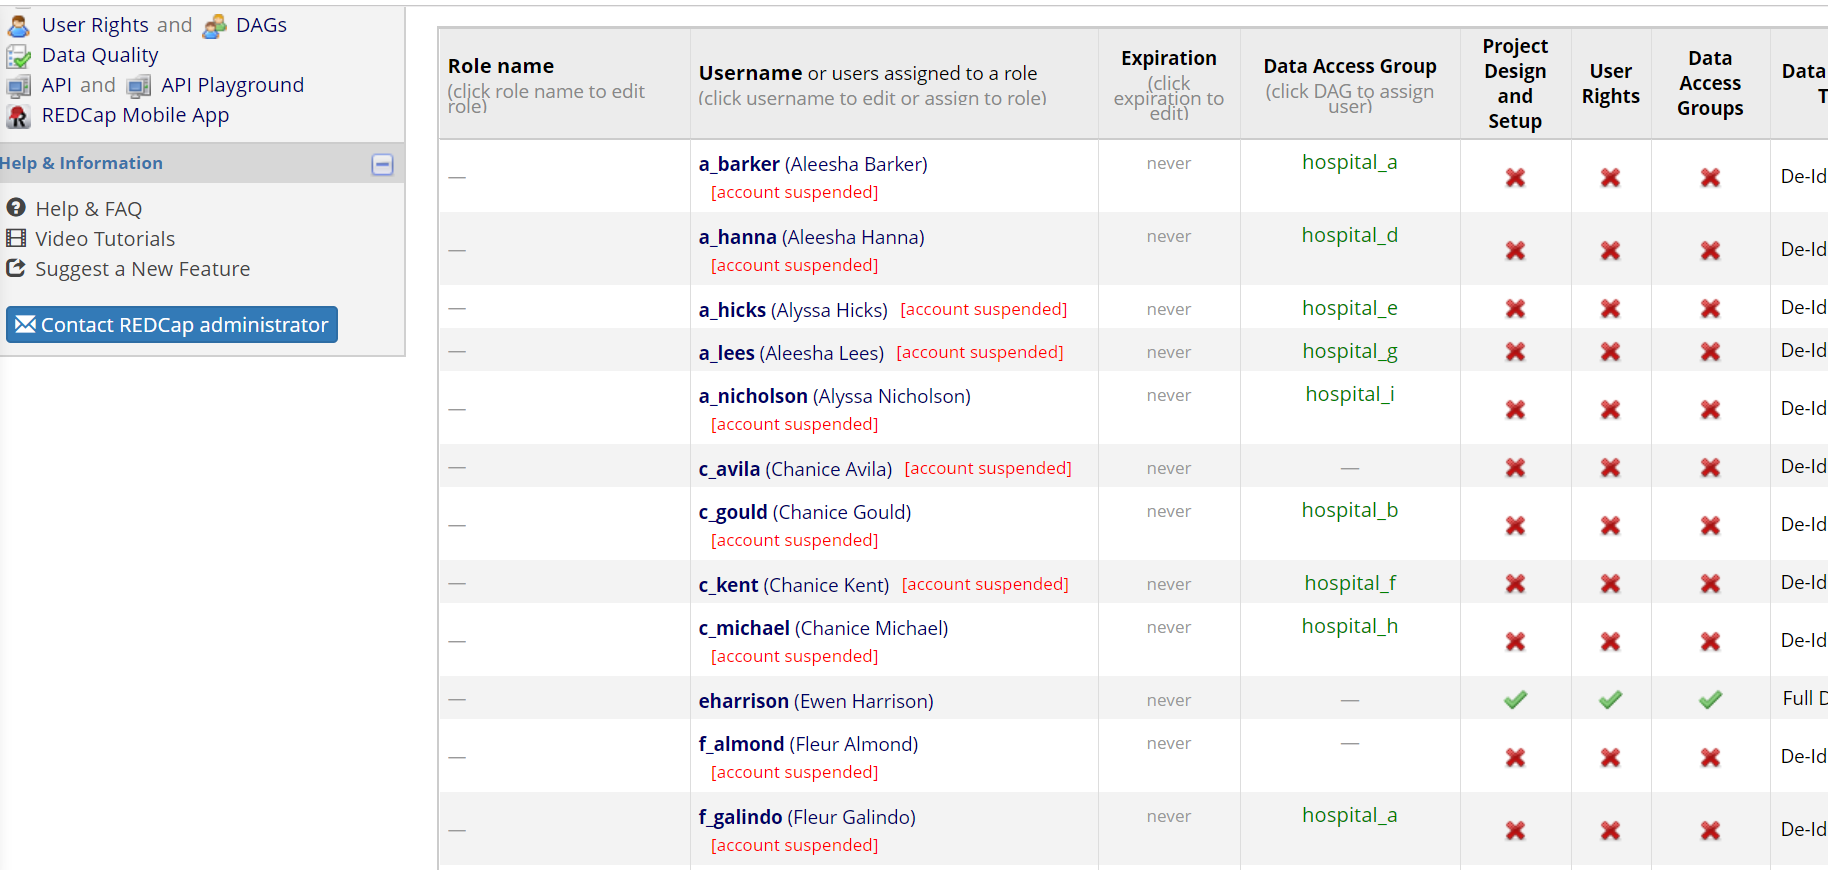 User Rights and DAGs
Data Quality
API and API Playground
REDCap Mobile App
Help & Information
Help & FAQ
Video Tutorials
Suggest a New Feature
Contact REDCap administrator
Role name
(click role name to edit
role)
Username or users assigned to a role
(click username to edit or assign to role)
Expiration
(click
expiration to
edit)
Data Access Group
(click DAG to assign
user)
Project
Design
and
Setup
User
Rights
Data
Access
Groups
Data
T
— a_barker (Aleesha Barker) never hospital_a De-Id
[account suspended]
— a_hanna (Aleesha Hanna) never hospital_d De-Id
[account suspended]
— a_hicks (Alyssa Hicks) [account suspended] never hospital_e De-Id
— a_lees (Aleesha Lees) [account suspended] never hospital_g De-Id
— a_nicholson (Alyssa Nicholson) never hospital_i De-Id
[account suspended]
— c_avila (Chanice Avila) [account suspended] never — De-Id
— c_gould (Chanice Gould) never hospital_b De-Id
[account suspended]
— c_kent (Chanice Kent) [account suspended] never hospital_f De-Id
— c_michael (Chanice Michael) never hospital_h De-Id
[account suspended]
— eharrison (Ewen Harrison) never — Full D
— f_almond (Fleur Almond) never — De-Id
[account suspended]
— f_galindo (Fleur Galindo) never hospital_a De-Id
[account suspended]